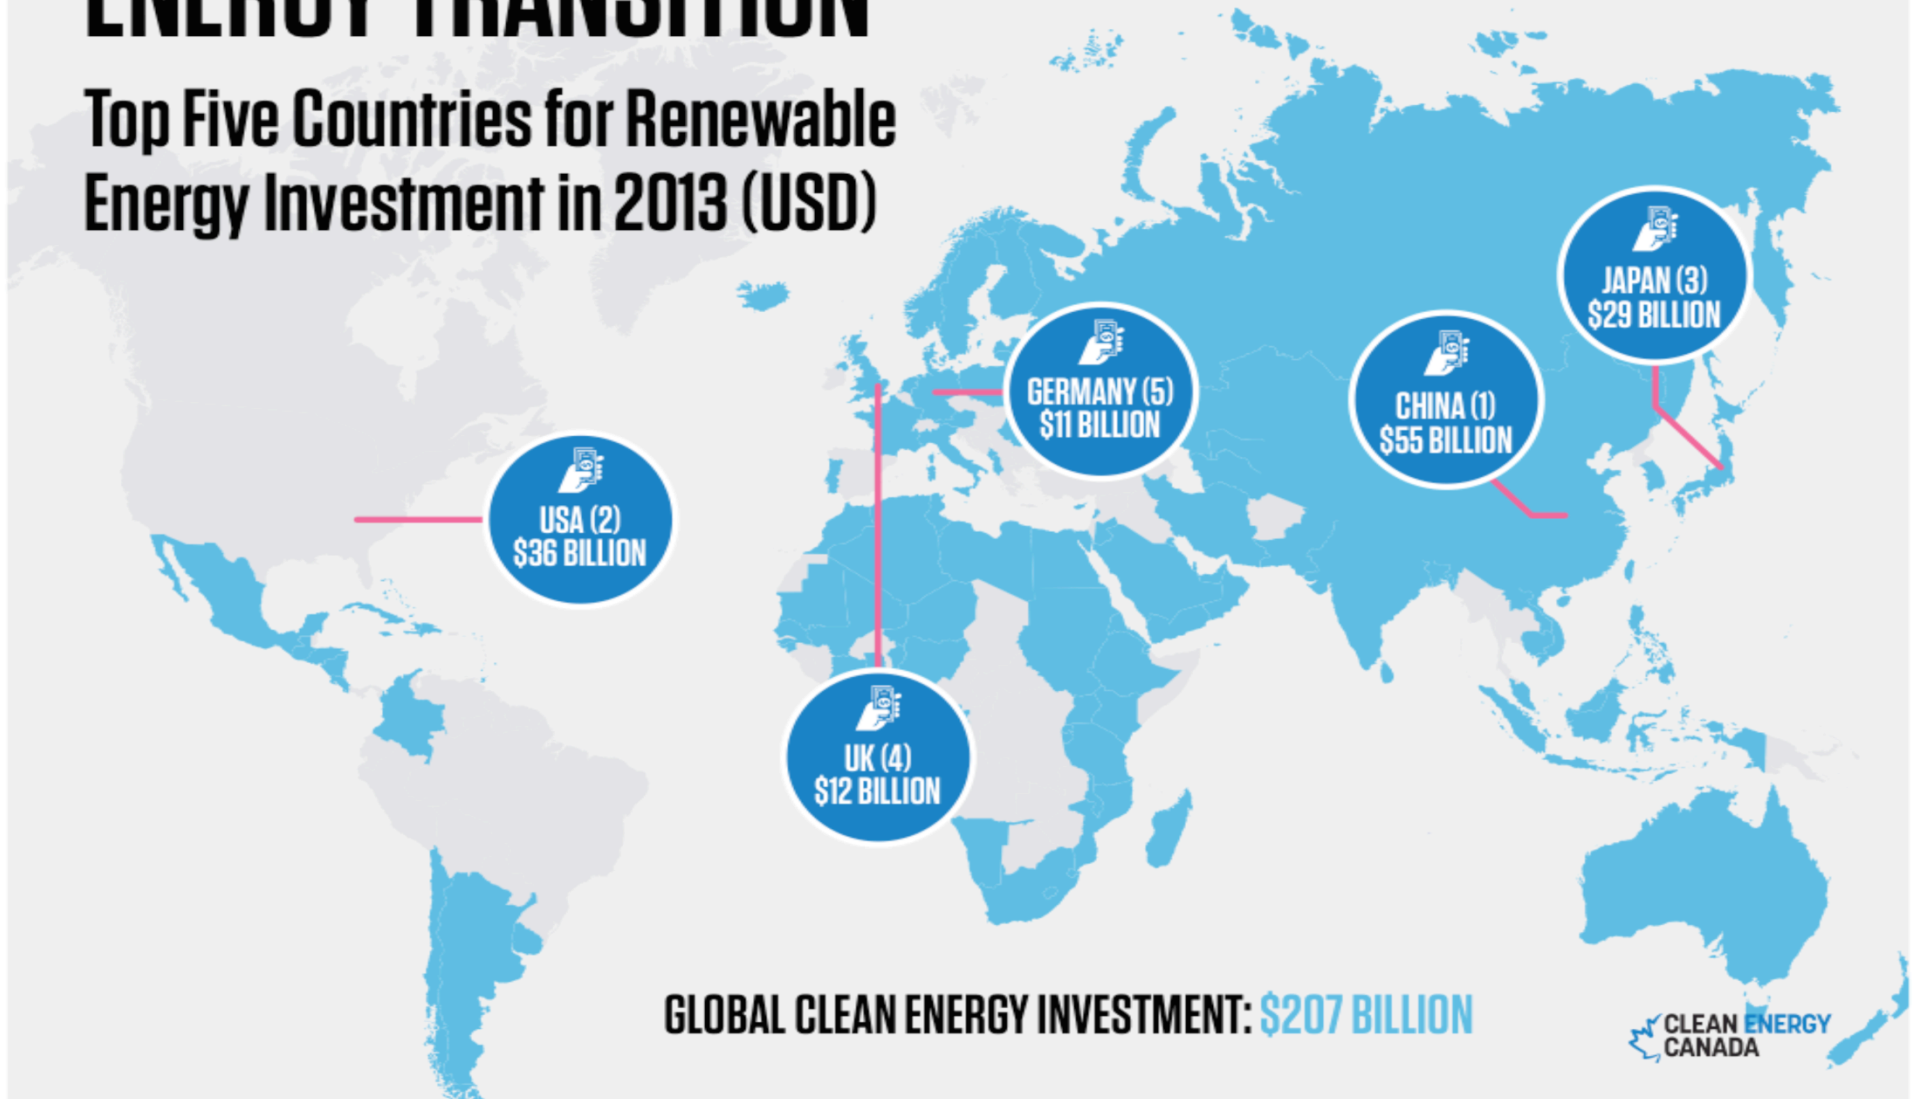 ENERGY TRANSITION
Top Five Countries for Renewable
Energy Investment in 2013 (USD)
JAPAN (3)
$29 BILLION
GERMANY (5)
$11 BILLION
CHINA (1)
$55 BILLION
USA (2)
$36 BILLION
UK (4)
$12 BILLION
GLOBAL CLEAN ENERGY INVESTMENT: $207 BILLION
CLEAN ENERGY
CANADA